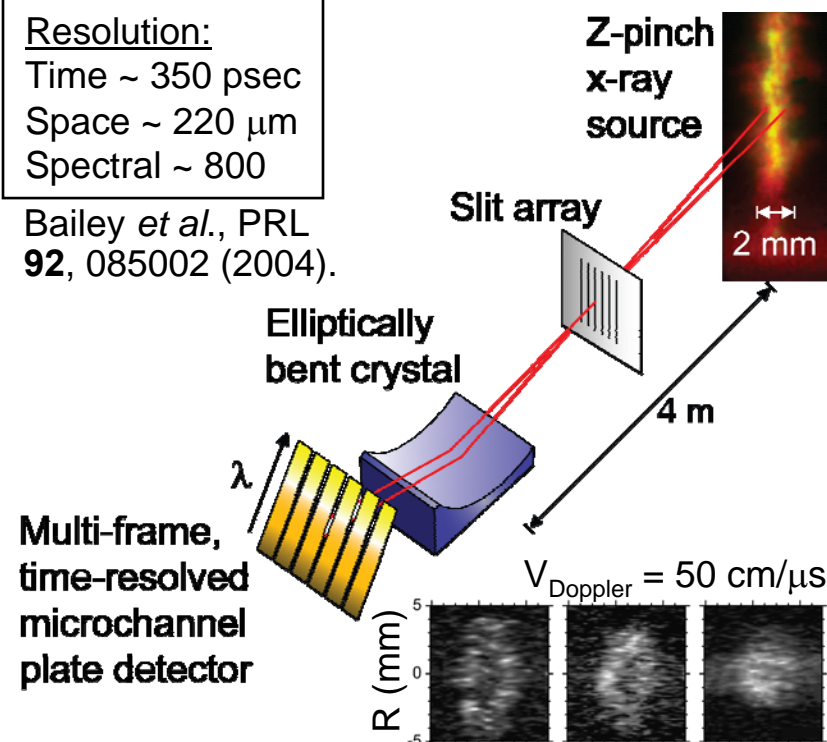 Resolution:
Time ~ 350 psec
Space ~ 220 μm
Spectral ~ 800
Bailey et al., PRL
92, 085002 (2004).
Z-pinch
x-ray
source
2 mm
Slit array
Elliptically
bent crystal
4 m
λ
Multi-frame,
time-resolved
microchannel
plate detector
V_Doppler = 50 cm/μs
R (mm)
5
0
-5